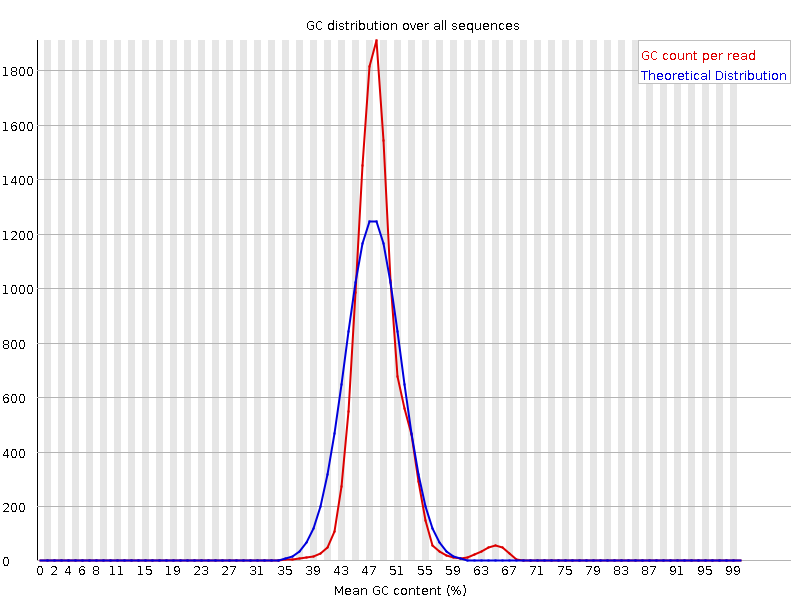 GC distribution over all sequences
GC count per read
Theoretical Distribution
1800
1600
1400
1200
1000
800
600
400
200
0
0 2 4 6 8 11 15 19 23 27 31 35 39 43 47 51 55 59 63 67 71 75 79 83 87 91 95 99
Mean GC content (%)